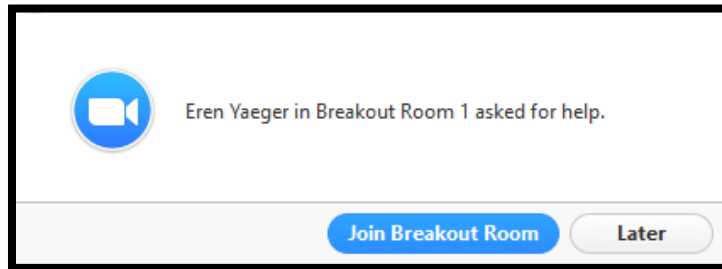 Eren Yaeger in Breakout Room 1 asked for help.
Join Breakout Room
Later